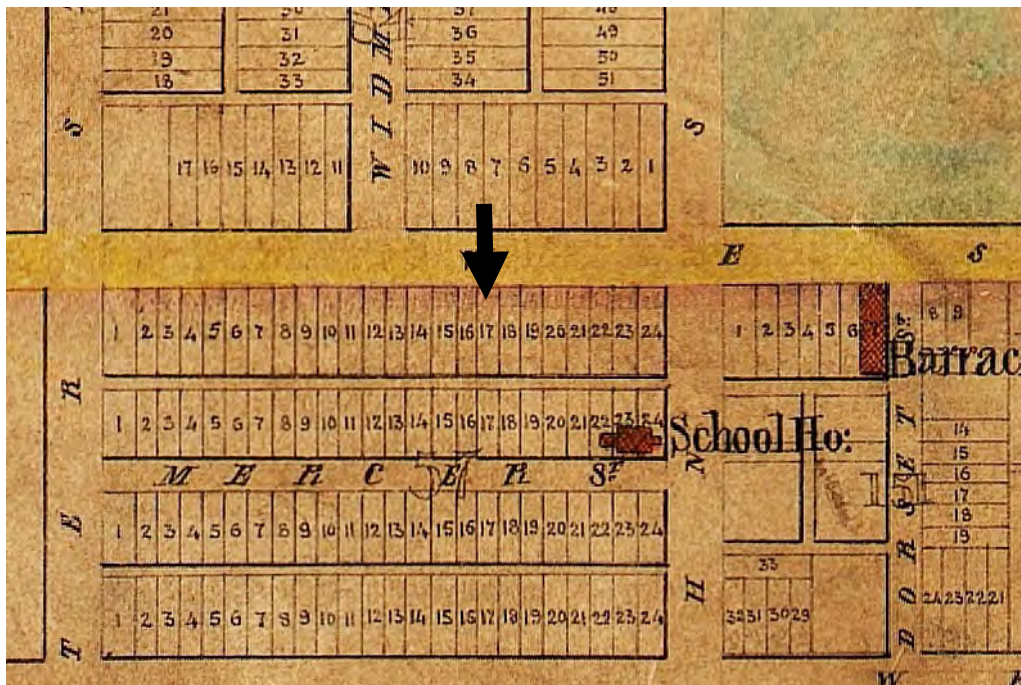 21 30 37 48
20 31 36 49
19 32 35 50
18 33 34 51
W I D M
S S
17 16 15 14 13 12 11 10 9 8 7 6 5 4 3 2 1
E S
1 2 3 4 5 6 7 8 9 10 11 12 13 14 15 16 17 18 19 20 21 22 23 24 1 2 3 4 5 6 7 8 9
Barrac
1 2 3 4 5 6 7 8 9 10 11 12 13 14 15 16 17 18 19 20 21 22 23 24
School Ho:
M E R C E R St
1 2 3 4 5 6 7 8 9 10 11 12 13 14 15 16 17 18 19 20 21 22 23 24
14
15
16
17
18
19
33
32 31 30 29 24 23 22 21
1 2 3 4 5 6 7 8 9 10 11 12 13 14 15 16 17 18 19 20 21 22 23 24
R
E
T
N
H
D O R S E T St
W